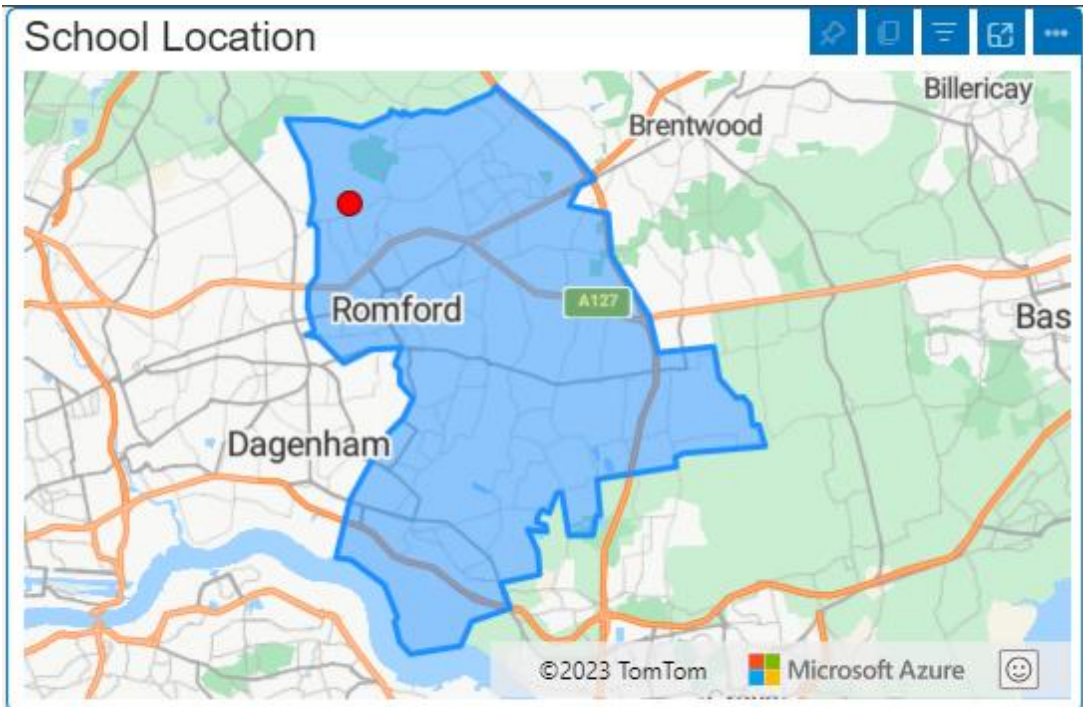 School Location
Billericay
Brentwood
A127
Romford
Bas
Dagenham
©2023 TomTom
Microsoft Azure